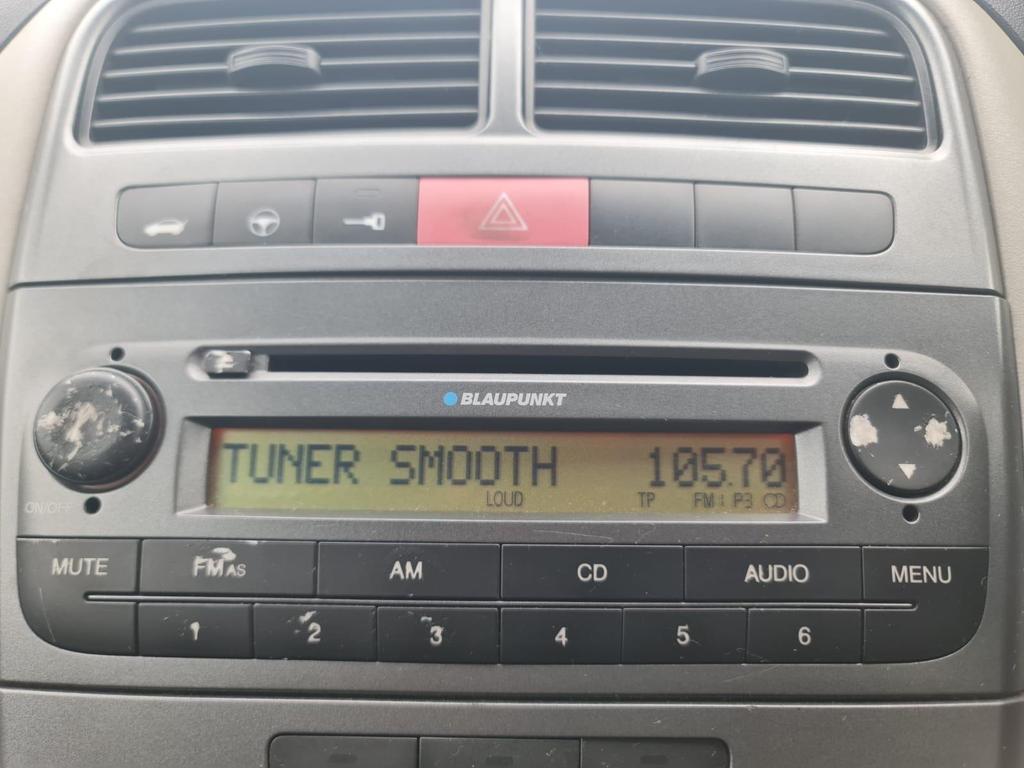 BLAUPUNKT
TUNER SMOOTH 105.70
LOUD TP FM1 P3 CD
ON/OFF
MUTE FM AS AM CD AUDIO MENU
1 2 3 4 5 6